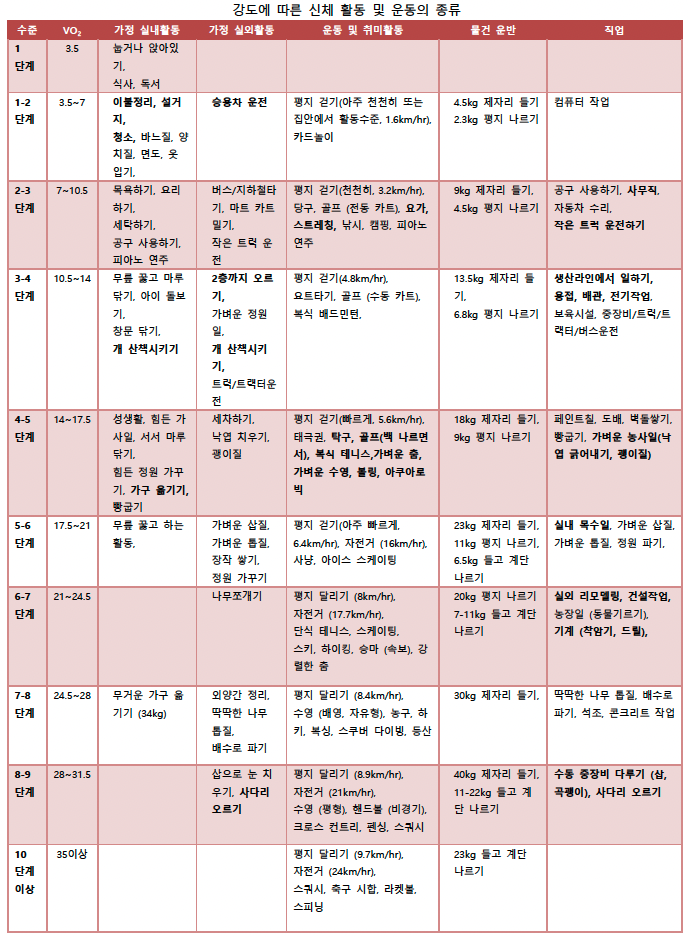 강도에 따른 신체 활동 및 운동의 종류
수준 VO2 가정 실내활동 가정 실외활동 운동 및 취미활동 물건 운반 직업
1
단계
3.5
눕거나 앉아있
기,
식사, 독서
1-2
단계
3.5~7
이불정리, 설거
지,
청소, 바느질, 양
치질, 면도, 옷
입기,
승용차 운전
평지 걷기(아주 천천히 또는
집안에서 활동수준, 1.6km/hr),
카드놀이
4.5kg 제자리 들기
2.3kg 평지 나르기
컴퓨터 작업
2-3
단계
7~10.5
목욕하기, 요리
하기,
세탁하기,
공구 사용하기,
피아노 연주
버스/지하철타
기, 마트 카트
밀기,
작은 트럭 운
전
평지 걷기(천천히, 3.2km/hr),
당구, 골프 (전동 카트), 요가,
스트레칭, 낚시, 캠핑, 피아노
연주
9kg 제자리 들기,
4.5kg 평지 나르기
공구 사용하기, 사무직,
자동차 수리,
작은 트럭 운전하기
3-4
단계
10.5~14
무릎 꿇고 마루
닦기, 아이 돌보
기,
창문 닦기,
개 산책시키기
2층까지 오르
기,
가벼운 정원
일,
개 산책시키
기,
트럭/트랙터운
전
평지 걷기(4.8km/hr),
요트타기, 골프 (수동 카트),
복식 배드민턴,
13.5kg 제자리 들
기,
6.8kg 평지 나르기
생산라인에서 일하기,
용접, 배관, 전기작업,
보육시설, 중장비/트럭/트
랙터/버스운전
4-5
단계
14~17.5
성생활, 힘든 가
사일, 서서 마루
닦기,
힘든 정원 가꾸
기, 가구 옮기기,
빵굽기
세차하기,
낙엽 치우기,
괭이질
평지 걷기(빠르게, 5.6km/hr),
태극권, 탁구, 골프(백 나르면
서), 복식 테니스,가벼운 춤,
가벼운 수영, 볼링, 아쿠아로
빅
18kg 제자리 들기,
9kg 평지 나르기
페인트칠, 도배, 벽돌쌓기,
빵굽기, 가벼운 농사일(낙
엽 긁어내기, 괭이질)
5-6
단계
17.5~21
무릎 꿇고 하는
활동,
가벼운 삽질,
가벼운 톱질,
장작 쌓기,
정원 가꾸기
평지 걷기(아주 빠르게,
6.4km/hr), 자전거 (16km/hr),
사냥, 아이스 스케이팅
23kg 제자리 들기,
11kg 평지 나르기,
6.5kg 들고 계단
나르기
실내 목수일, 가벼운 삽질,
가벼운 톱질, 정원 파기,
6-7
단계
21~24.5
나무쪼개기
평지 달리기 (8km/hr),
자전거 (17.7km/hr),
단식 테니스, 스케이팅,
스키, 하이킹, 승마 (속보), 강
렬한 춤
20kg 평지 나르기
7-11kg 들고 계단
나르기
실외 리모델링, 건설작업,
농장일 (동물기르기),
기계 (착암기, 드릴),
7-8
단계
24.5~28
무거운 가구 옮
기기 (34kg)
외양간 정리,
딱딱한 나무
톱질,
배수로 파기
평지 달리기 (8.4km/hr),
수영 (배영, 자유형), 농구, 하
키, 복싱, 스쿠버 다이빙, 등산
30kg 제자리 들기,
딱딱한 나무 톱질, 배수로
파기, 석조, 콘크리트 작업
8-9
단계
28~31.5
삽으로 눈 치
우기, 사다리
오르기
평지 달리기 (8.9km/hr),
자전거 (21km/hr),
수영 (평형), 핸드볼 (비경기),
크로스 컨트리, 펜싱, 스쿼시
40kg 제자리 들기,
11-22kg 들고 계
단 나르기
수동 중장비 다루기 (삽,
곡괭이), 사다리 오르기
10
단계
이상
35이상
평지 달리기 (9.7km/hr),
자전거 (24km/hr),
스쿼시, 축구 시합, 라켓볼,
스피닝
23kg 들고 계단
나르기